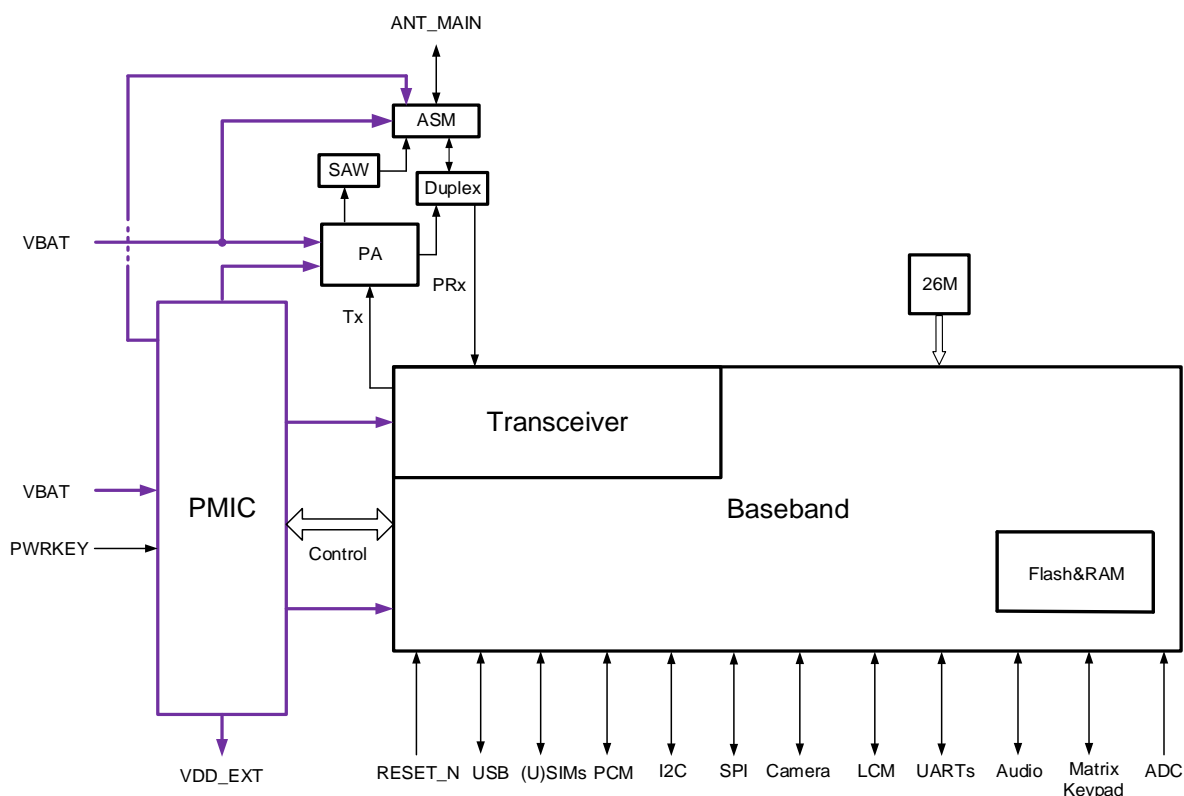 ANT_MAIN
ASM
SAW
Duplex
VBAT
PA
PRx
26M
Tx
Transceiver
VBAT
PMIC
Baseband
PWRKEY
Control
Flash&RAM
VDD_EXT
RESET_N
USB
(U)SIMs
PCM
I2C
SPI
Camera
LCM
UARTs
Audio
Matrix
Keypad
ADC